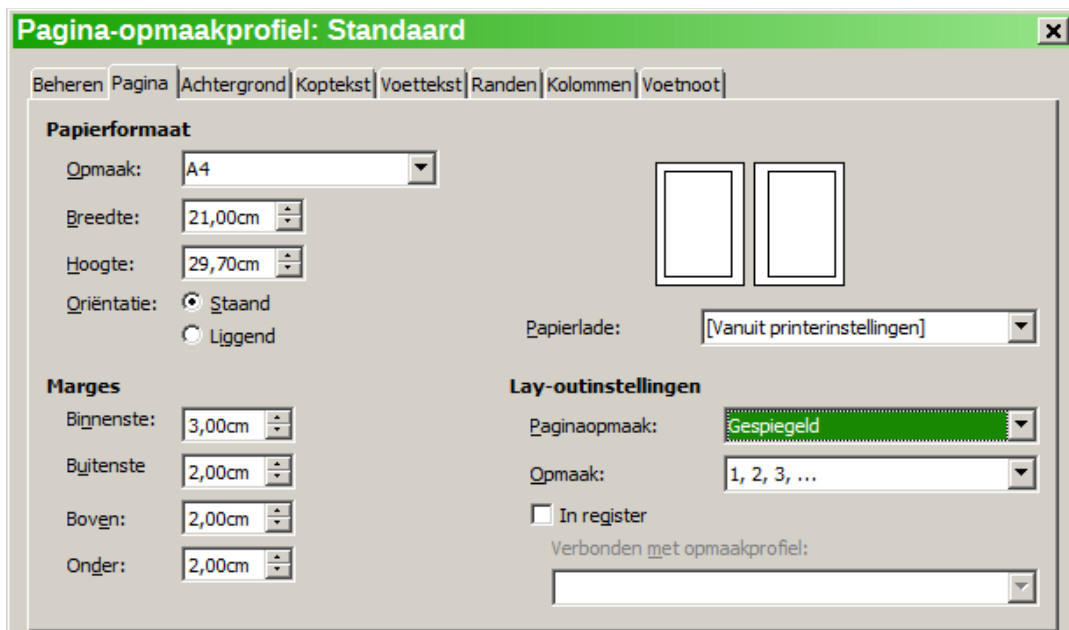 Pagina-opmaakprofiel: Standaard
Beheren Pagina Achtergrond Koptekst Voettekst Randen Kolommen Voetnoot
Papierformaat
Opmaak: A4
Breedte: 21,00cm
Hoogte: 29,70cm
Oriëntatie: Staand
Liggend
Papierlade: [Vanuit printerinstellingen]
Marges
Binnenste: 3,00cm
Buitenste 2,00cm
Boven: 2,00cm
Onder: 2,00cm
Lay-outinstellingen
Paginaopmaak: Gespiegeld
Opmaak: 1, 2, 3, ...
In register
Verbonden met opmaakprofiel: